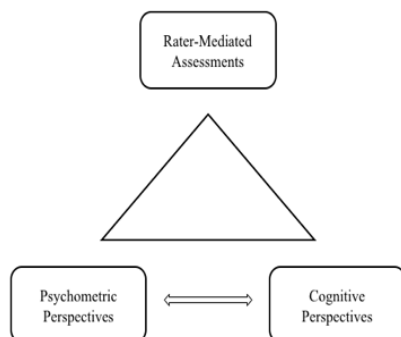 Rater-Mediated
Assessments
Psychometric
Perspectives
Cognitive
Perspectives